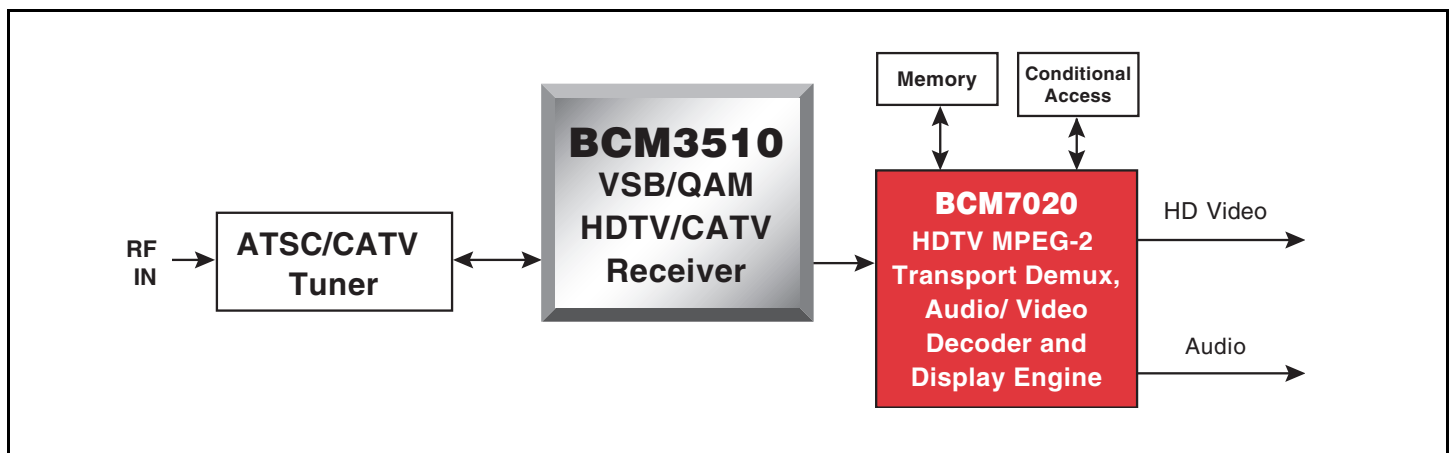 RF
IN
ATSC/CATV
Tuner
BCM3510
VSB/QAM
HDTV/CATV
Receiver
Memory
Conditional
Access
BCM7020
HDTV MPEG-2
Transport Demux,
Audio/ Video
Decoder and
Display Engine
HD Video
Audio